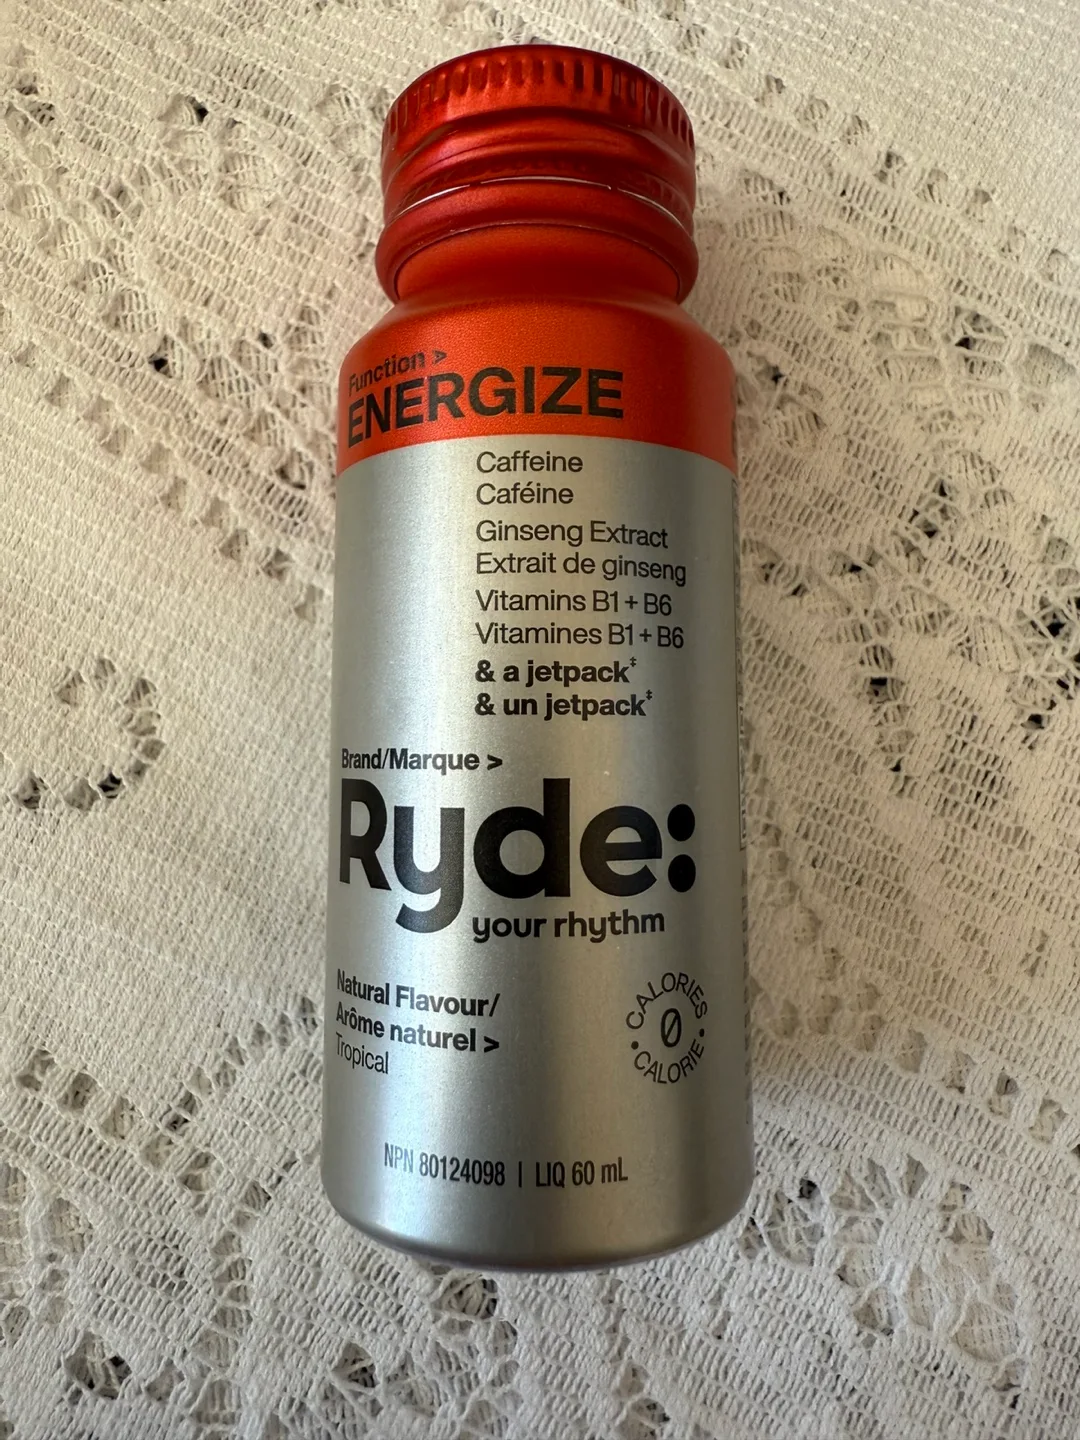 Function >
ENERGIZE
Caffeine
Caféine
Ginseng Extract
Extrait de ginseng
Vitamins B1 + B6
Vitamines B1 + B6
& a jetpack‡
& un jetpack‡
Brand/Marque >
Ryde:
your rhythm
Natural Flavour/
Arôme naturel >
Tropical
CALORIES
0
• CALORIE •
NPN 80124098 | LIQ 60 mL